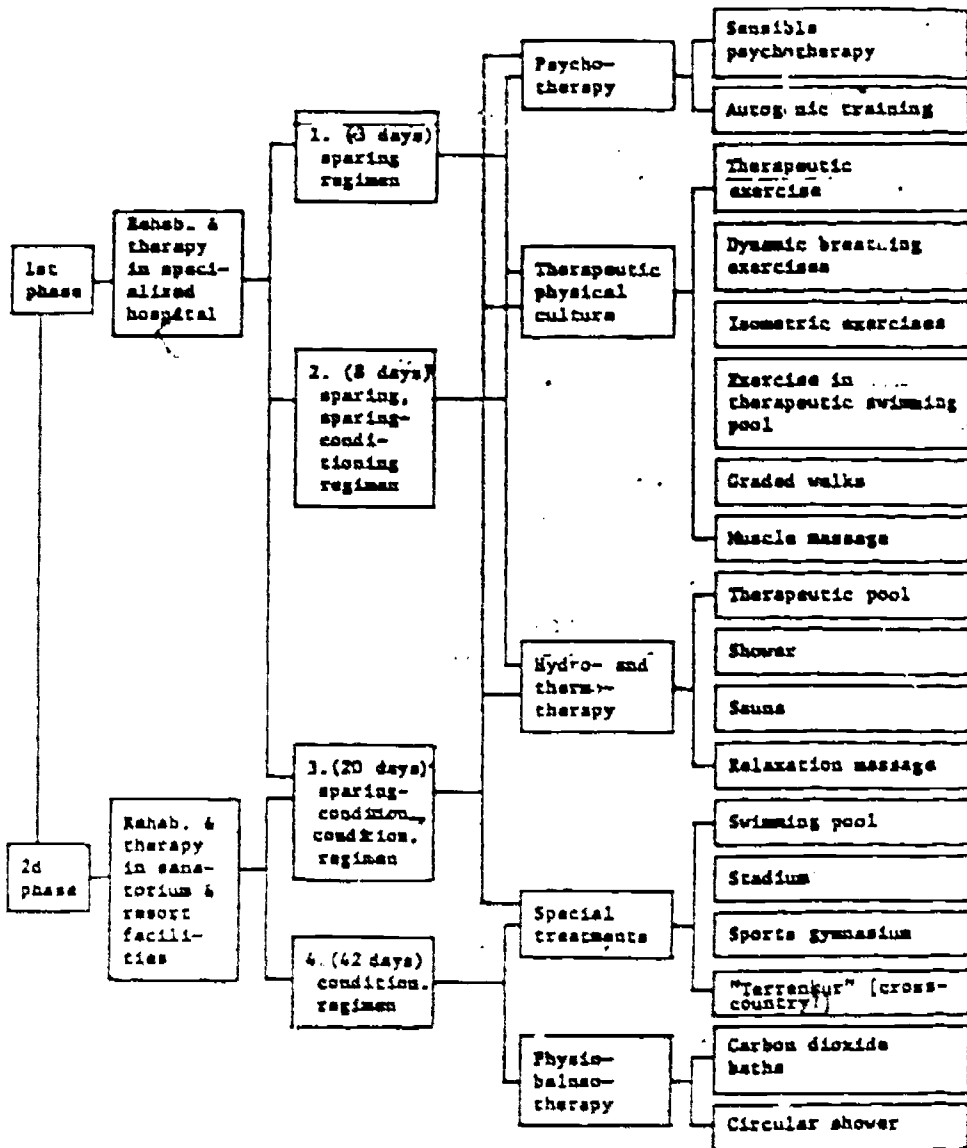 1st
phase
Rehab. &
therapy
in speci-
alized
hospital
2d
phase
Rehab. &
therapy
in sana-
torium &
resort
facili-
ties
1. (3 days)
sparing
regimen
2. (8 days)
sparing,
sparing-
condi-
tioning
regimen
3. (20 days)
sparing-
condition,
condition.
regimen
4. (42 days)
condition.
regimen
Psycho-
therapy
Therapeutic
physical
culture
Hydro- and
thermo-
therapy
Special
treatments
Physio-
balneo-
therapy
Sensible
psychotherapy
Autogenic training
Therapeutic
exercise
Dynamic breathing
exercises
Isometric exercises
Exercise in
therapeutic swimming
pool
Graded walks
Muscle massage
Therapeutic pool
Shower
Sauna
Relaxation massage
Swimming pool
Stadium
Sports gymnasium
"Terrenkur" [cross-
country?]
Carbon dioxide
baths
Circular shower